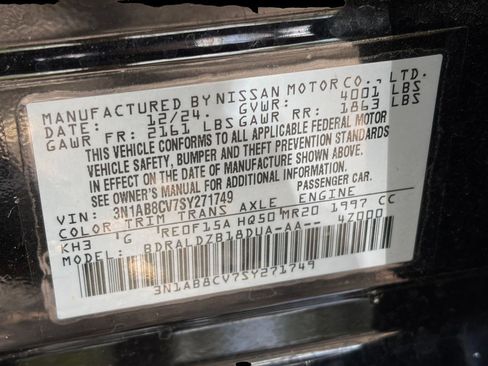 MANUFACTURED BY NISSAN MOTOR CO., LTD.
DATE: 12/24. GVWR: 4001 LBS
GAWR FR: 2161 LBS GAWR RR: 1863 LBS
THIS VEHICLE CONFORMS TO ALL APPLICABLE FEDERAL MOTOR
VEHICLE SAFETY, BUMPER AND THEFT PREVENTION STANDARDS
IN EFFECT ON THE DATE OF MANUFACTURE SHOWN ABOVE.
SEE OWNER'S MANUAL FOR ADDITIONAL INFORMATION.
VIN: 3N1AB8CV7SY271749 PASSENGER CAR.
COLOR TRIM TRANS AXLE ENGINE
KH3 G RE0F15A HQ50 MR20 1997 CC
MODEL: BDRALDZB18DUA-AA-- 4Z000
3N1AB8CV7SY271749